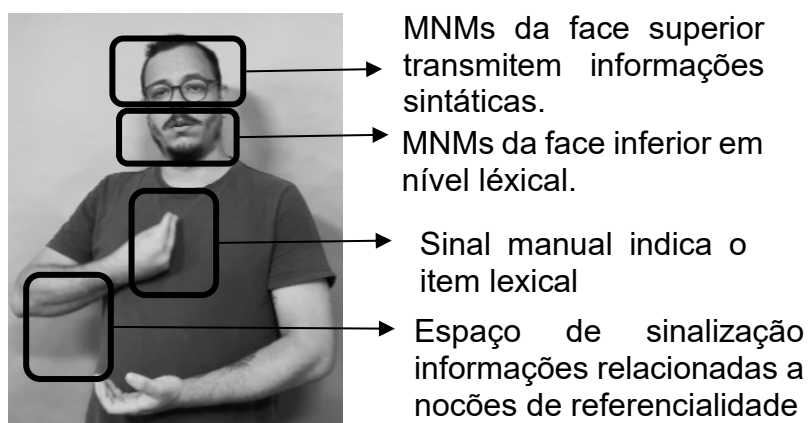 MNMs da face superior
transmitem informações
sintáticas.
MNMs da face inferior em
nível léxical.
Sinal manual indica o
item lexical
Espaço de sinalização
informações relacionadas a
noções de referencialidade